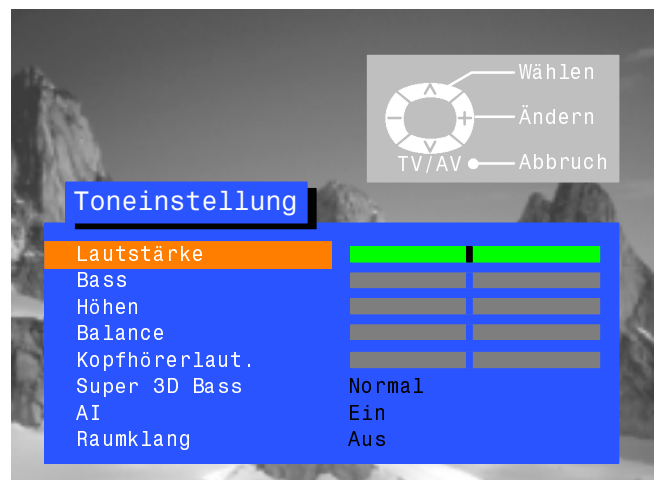 Wählen
Ändern
TV/AV Abbruch
Toneinstellung
Lautstärke
Bass
Höhen
Balance
Kopfhörerlaut.
Super 3D Bass Normal
AI Ein
Raumklang Aus